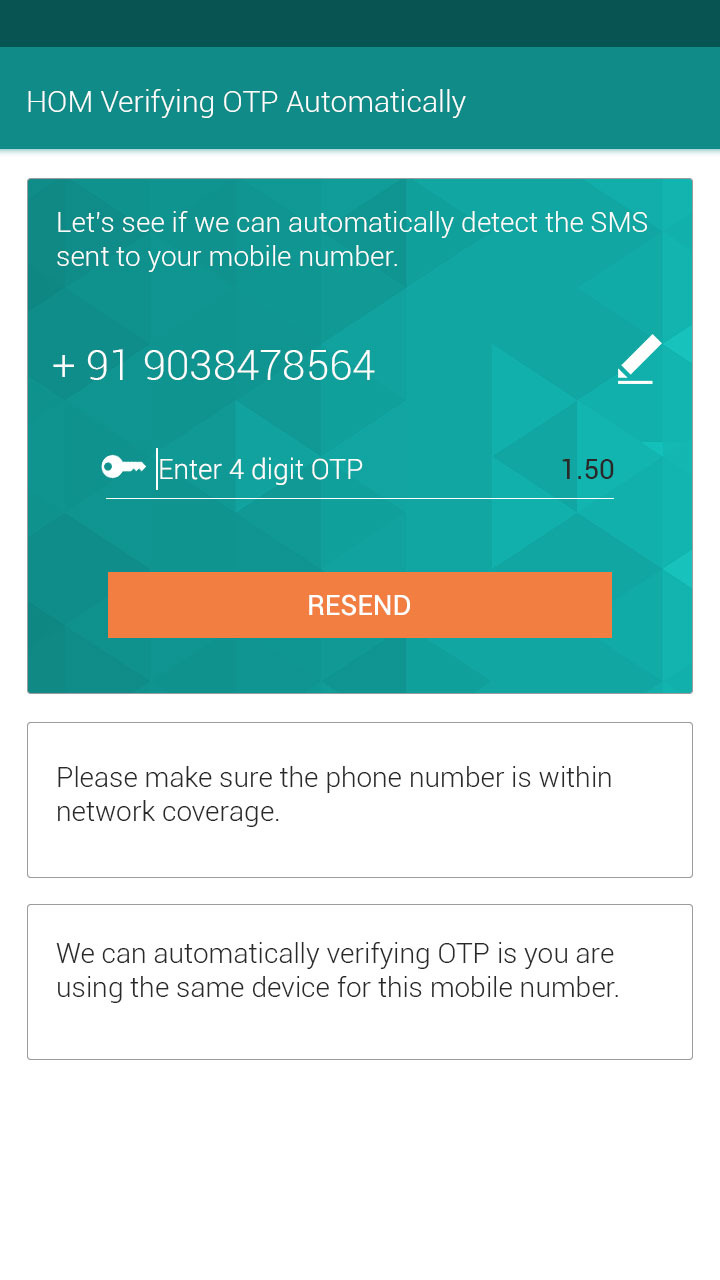 HOM Verifying OTP Automatically
Let's see if we can automatically detect the SMS
sent to your mobile number.
+ 91 9038478564
Enter 4 digit OTP 1.50
RESEND
Please make sure the phone number is within
network coverage.
We can automatically verifying OTP is you are
using the same device for this mobile number.